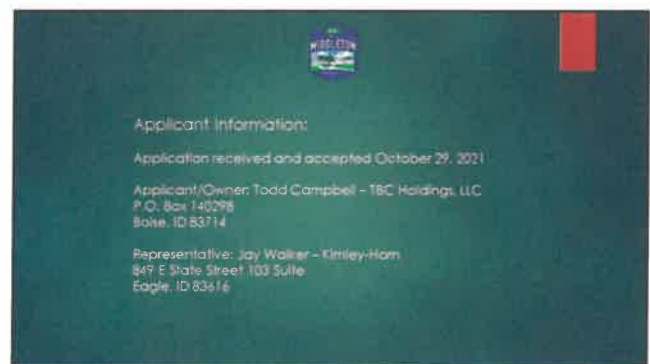 MIDDLETON
Applicant Information:
Application received and accepted October 29, 2021
Applicant/Owner: Todd Campbell – TBC Holdings, LLC
P.O. Box 140298
Boise, ID 83714
Representative: Jay Walker – Kimley-Horn
849 E State Street 103 Suite
Eagle, ID 83616